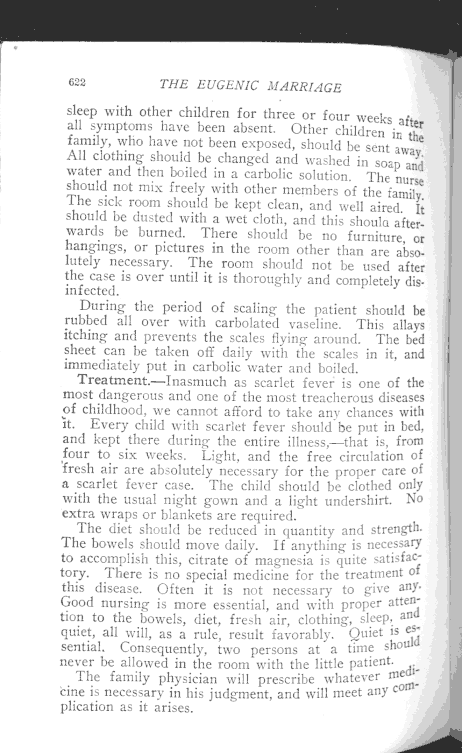 622 THE EUGENIC MARRIAGE
sleep with other children for three or four weeks after
all symptoms have been absent. Other children in the
family, who have not been exposed, should be sent away.
All clothing should be changed and washed in soap and
water and then boiled in a carbolic solution. The nurse
should not mix freely with other members of the family.
The sick room should be kept clean, and well aired. It
should be dusted with a wet cloth, and this should after-
wards be burned. There should be no furniture, or
hangings, or pictures in the room other than are abso-
lutely necessary. The room should not be used after
the case is over until it is thoroughly and completely dis-
infected.
During the period of scaling the patient should be
rubbed all over with carbolated vaseline. This allays
itching and prevents the scales flying around. The bed
sheet can be taken off daily with the scales in it, and
immediately put in carbolic water and boiled.
Treatment.—Inasmuch as scarlet fever is one of the
most dangerous and one of the most treacherous diseases
of childhood, we cannot afford to take any chances with
it. Every child with scarlet fever should be put in bed,
and kept there during the entire illness,—that is, from
four to six weeks. Light, and the free circulation of
fresh air are absolutely necessary for the proper care of
a scarlet fever case. The child should be clothed only
with the usual night gown and a light undershirt. No
extra wraps or blankets are required.
The diet should be reduced in quantity and strength.
The bowels should move daily. If anything is necessary
to accomplish this, citrate of magnesia is quite satisfac-
tory. There is no special medicine for the treatment of
this disease. Often it is not necessary to give any.
Good nursing is more essential, and with proper atten-
tion to the bowels, diet, fresh air, clothing, sleep, and
quiet, all will, as a rule, result favorably. Quiet is es-
sential. Consequently, two persons at a time should
never be allowed in the room with the little patient.
The family physician will prescribe whatever medi-
cine is necessary in his judgment, and will meet any com-
plication as it arises.